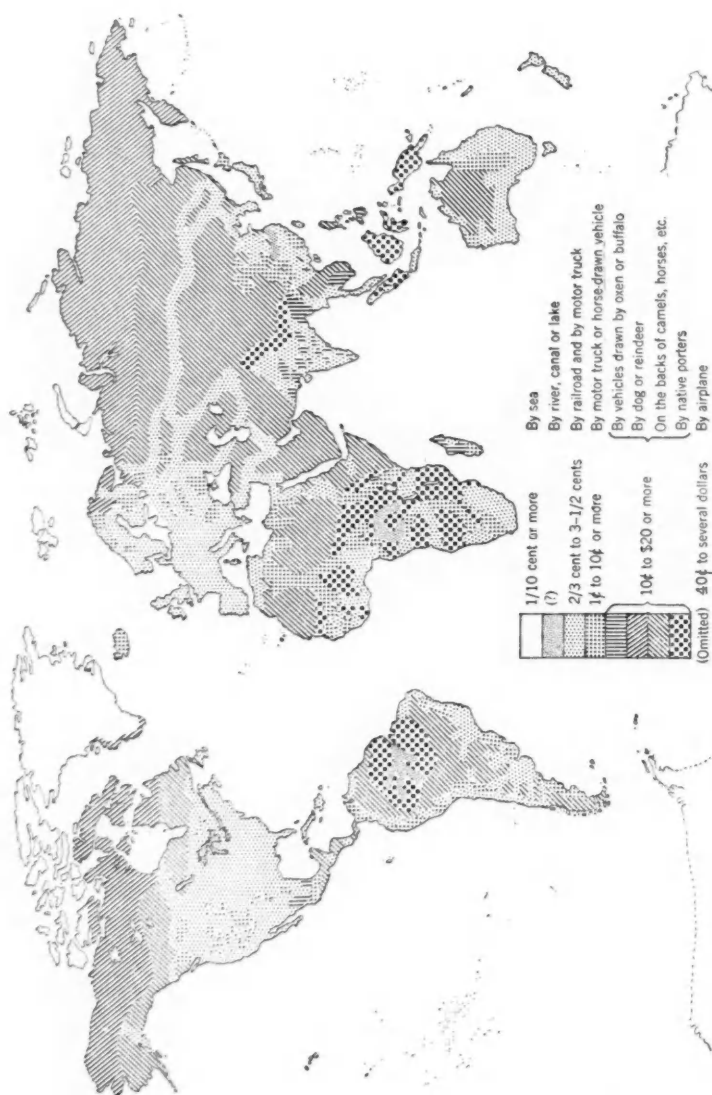 1/10 cent or more By sea
(?) By river, canal or lake
2/3 cent to 3-1/2 cents By railroad and by motor truck
1¢ to 10¢ or more By motor truck or horse-drawn vehicle
10¢ to $20 or more
By vehicles drawn by oxen or buffalo
By dog or reindeer
On the backs of camels, horses, etc.
By native porters
(Omitted) 40¢ to several dollars By airplane